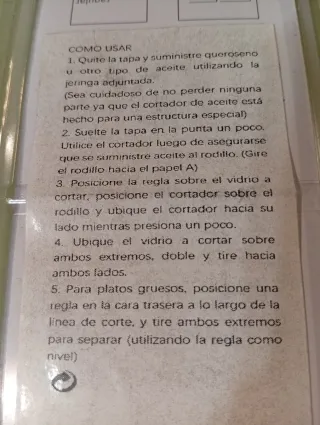 COMO USAR
1. Quite la tapa y suministre queroseno
u otro tipo de aceite utilizando la
jeringa adjuntada.
(Sea cuidadoso de no perder ninguna
parte ya que el cortador de aceite está
hecho para una estructura especial)
2. Suelte la tapa en la punta un poco.
Utilice el cortador luego de asegurarse
que se suministre aceite al rodillo. (Gire
el rodillo hacia el papel A)
3. Posicione la regla sobre el vidrio a
cortar, posicione el cortador sobre el
rodillo y ubique el cortador hacia su
lado mientras presiona un poco.
4. Ubique el vidrio a cortar sobre
ambos extremos, doble y tire hacia
ambos lados.
5. Para platos gruesos, posicione una
regla en la cara trasera a lo largo de la
línea de corte, y tire ambos extremos
para separar (utilizando la regla como
nivel)